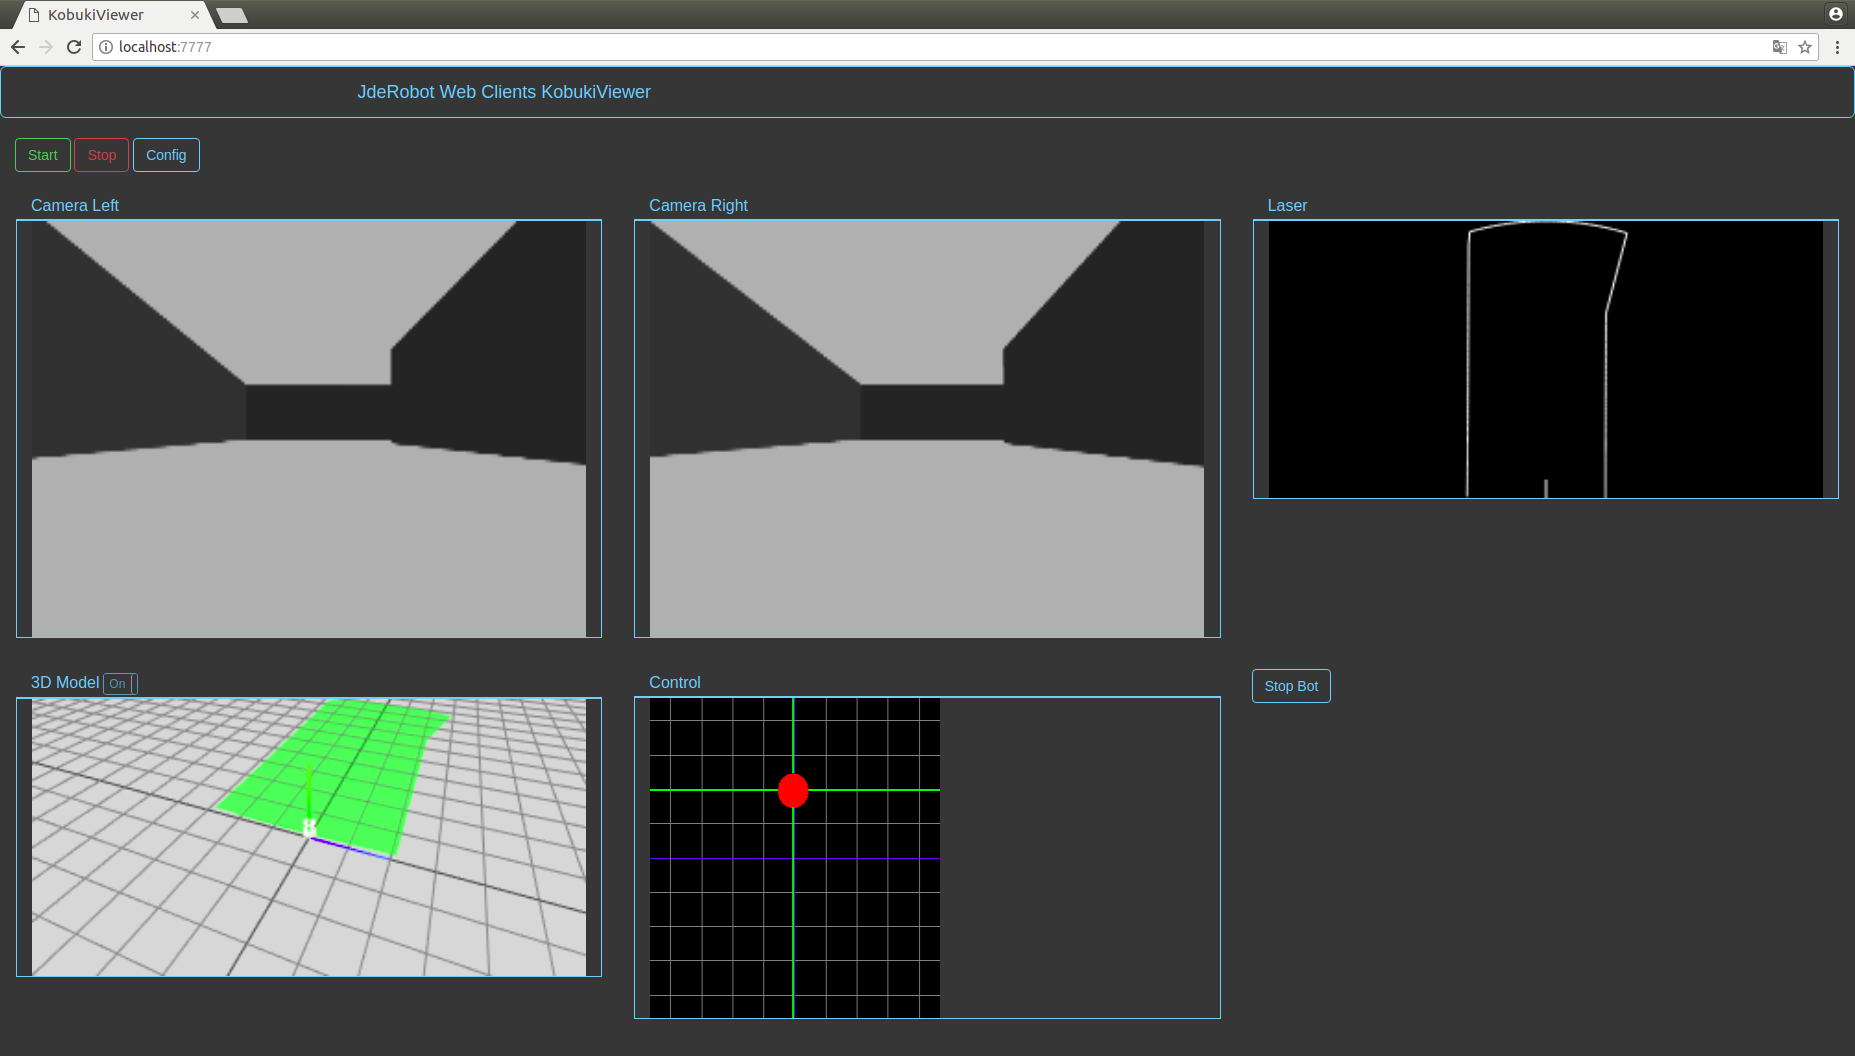 KobukiViewer
localhost:7777
JdeRobot Web Clients KobukiViewer
Start Stop Config
Camera Left
Camera Right
Laser
3D Model On
Control
Stop Bot